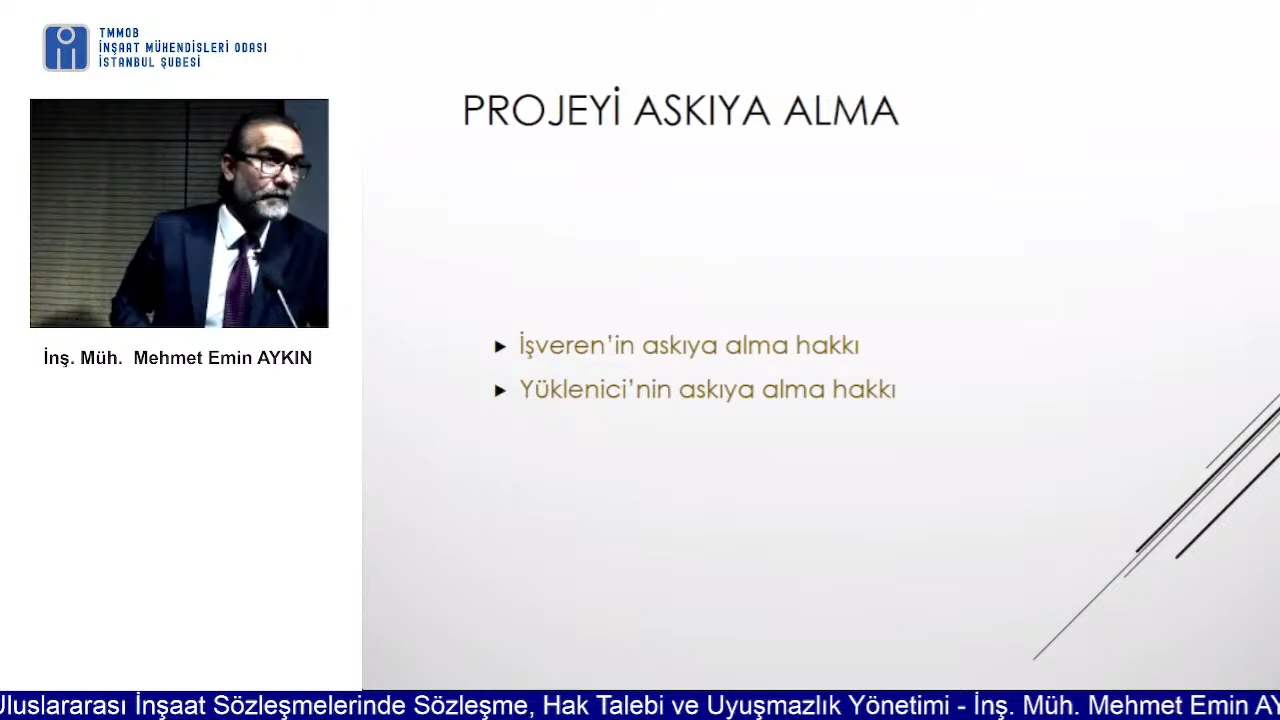 TMMOB
İNŞAAT MÜHENDİSLERİ ODASI
İSTANBUL ŞUBESİ
PROJEYİ ASKIYA ALMA
İşveren’in askıya alma hakkı
Yüklenici’nin askıya alma hakkı
İnş. Müh. Mehmet Emin AYKIN
Uluslararası İnşaat Sözleşmelerinde Sözleşme, Hak Talebi ve Uyuşmazlık Yönetimi - İnş. Müh. Mehmet Emin AY